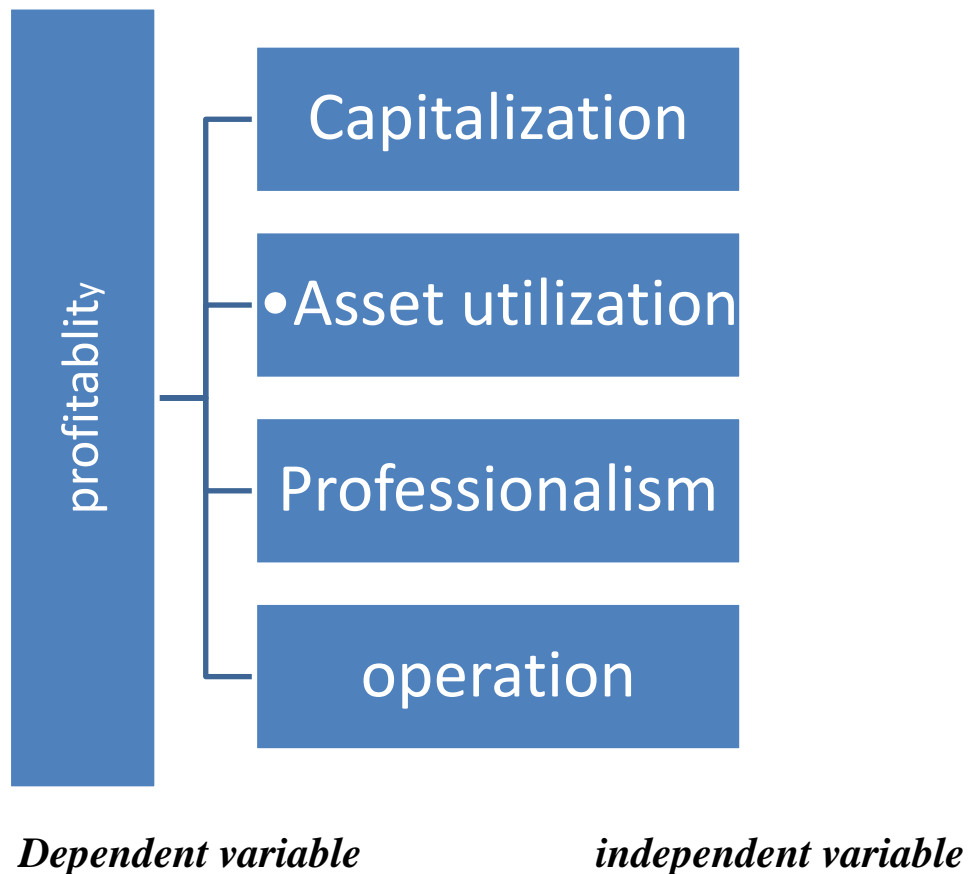 profitablity
Capitalization
•Asset utilization
Professionalism
operation
Dependent variable independent variable